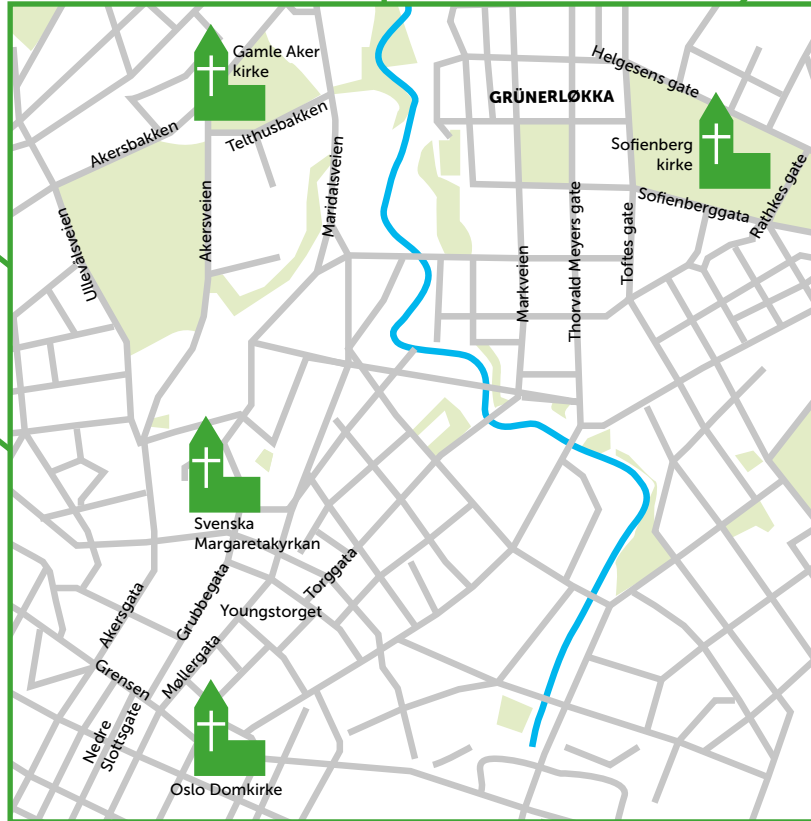 Gamle Aker
kirke
Helgesens gate
GRÜNERLØKKA
Akersbakken
Telthusbakken
Sofienberg
kirke
Rathkes gate
Sofienberggata
Ullevålsveien
Akersveien
Maridalsveien
Markveien
Thorvald Meyers gate
Toftes gate
Svenska
Margaretakyrkan
Akersgata
Grubbegata
Torggata
Youngstorget
Møllergata
Grensen
Nedre
Slottsgate
Oslo Domkirke